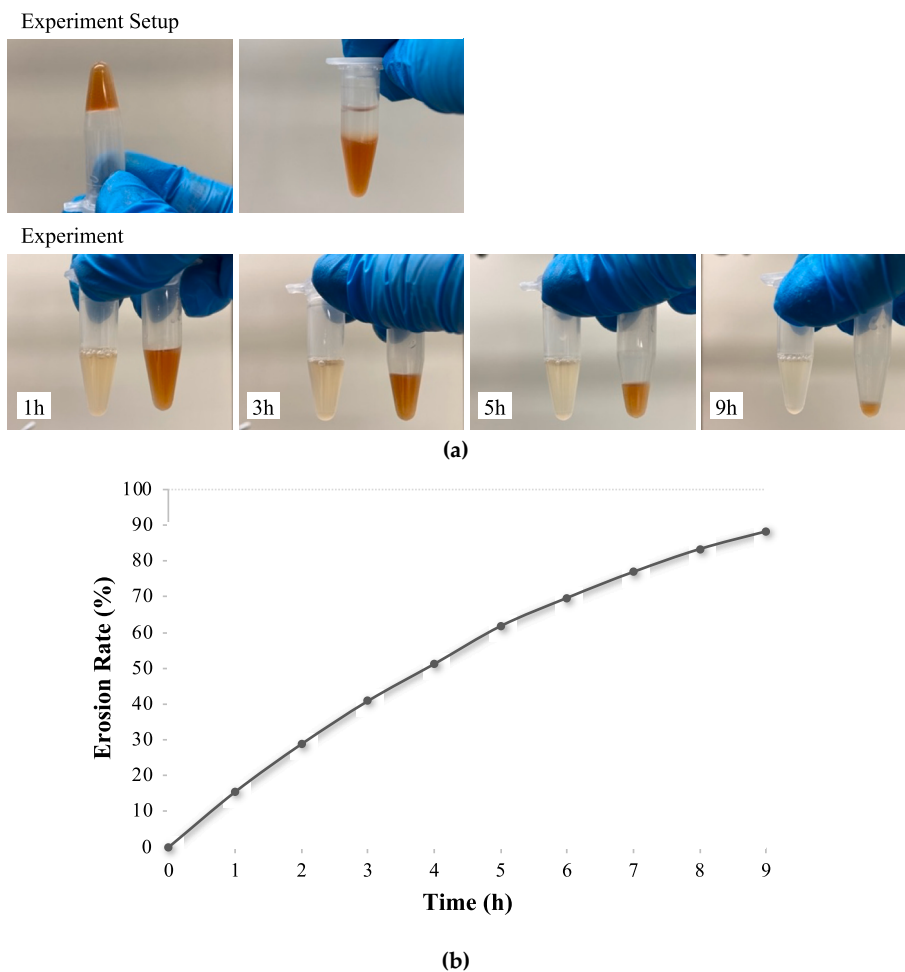 Experiment Setup
Experiment
1h
3h
5h
9h
(a)
100
90
80
70
60
50
40
30
20
10
0
Erosion Rate (%)
0 1 2 3 4 5 6 7 8 9
Time (h)
(b)